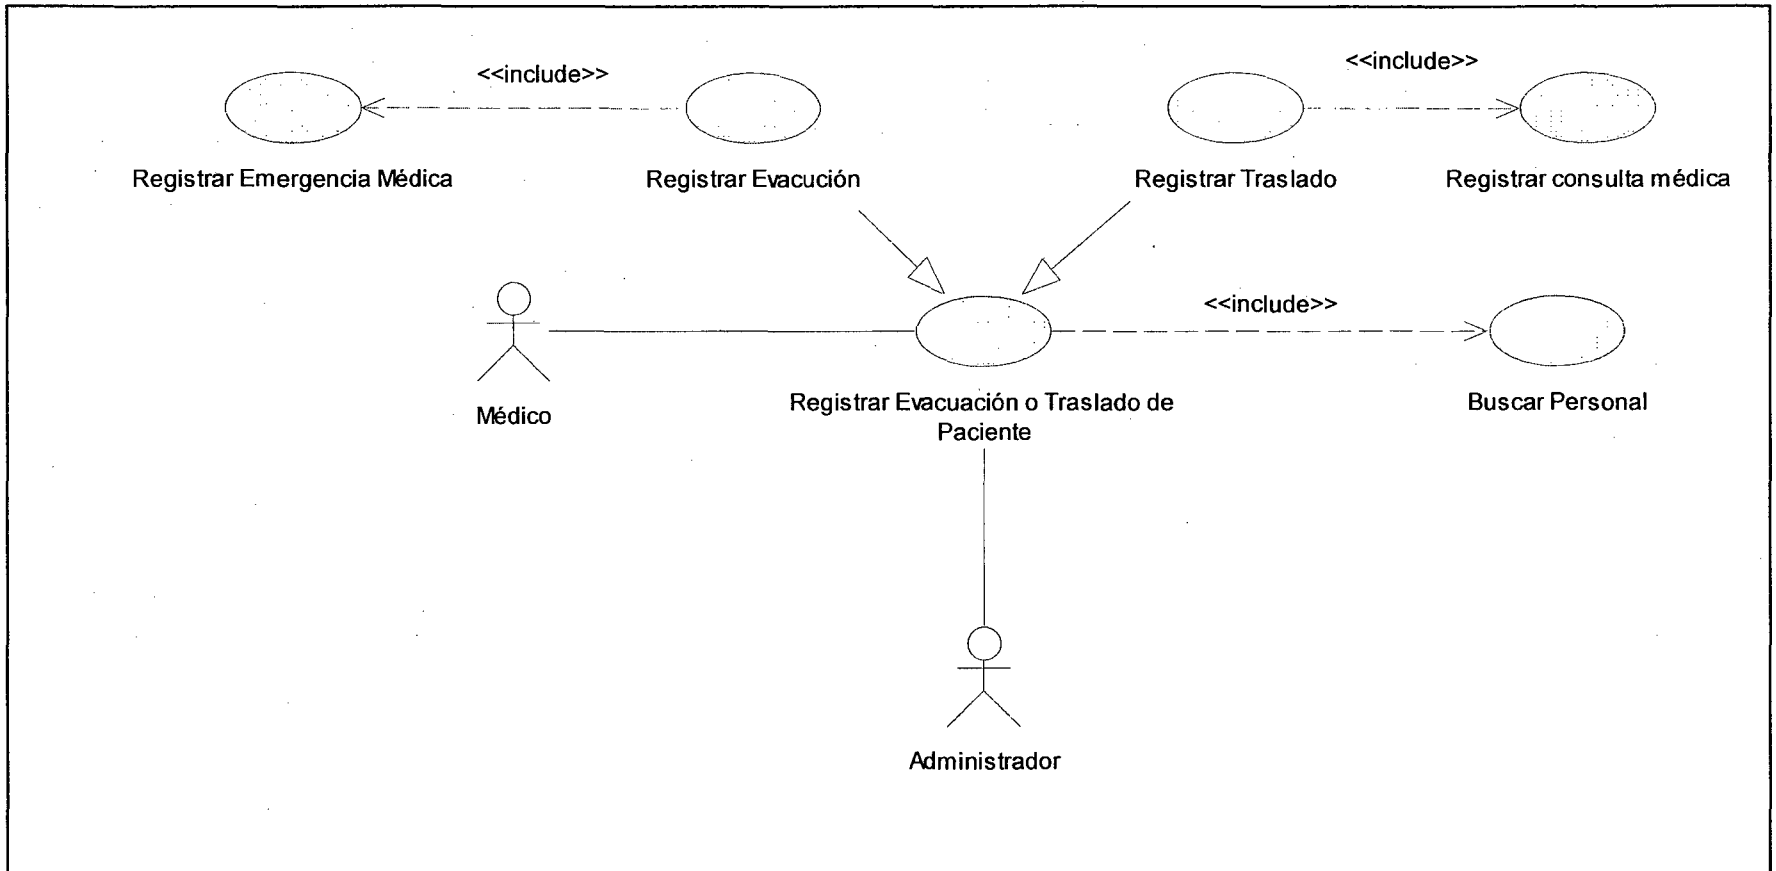 <<include>>
<<include>>
Registrar Emergencia Médica
Registrar Evacución
Registrar Traslado
Registrar consulta médica
<<include>>
Médico
Registrar Evacuación o Traslado de
Paciente
Buscar Personal
Administrador